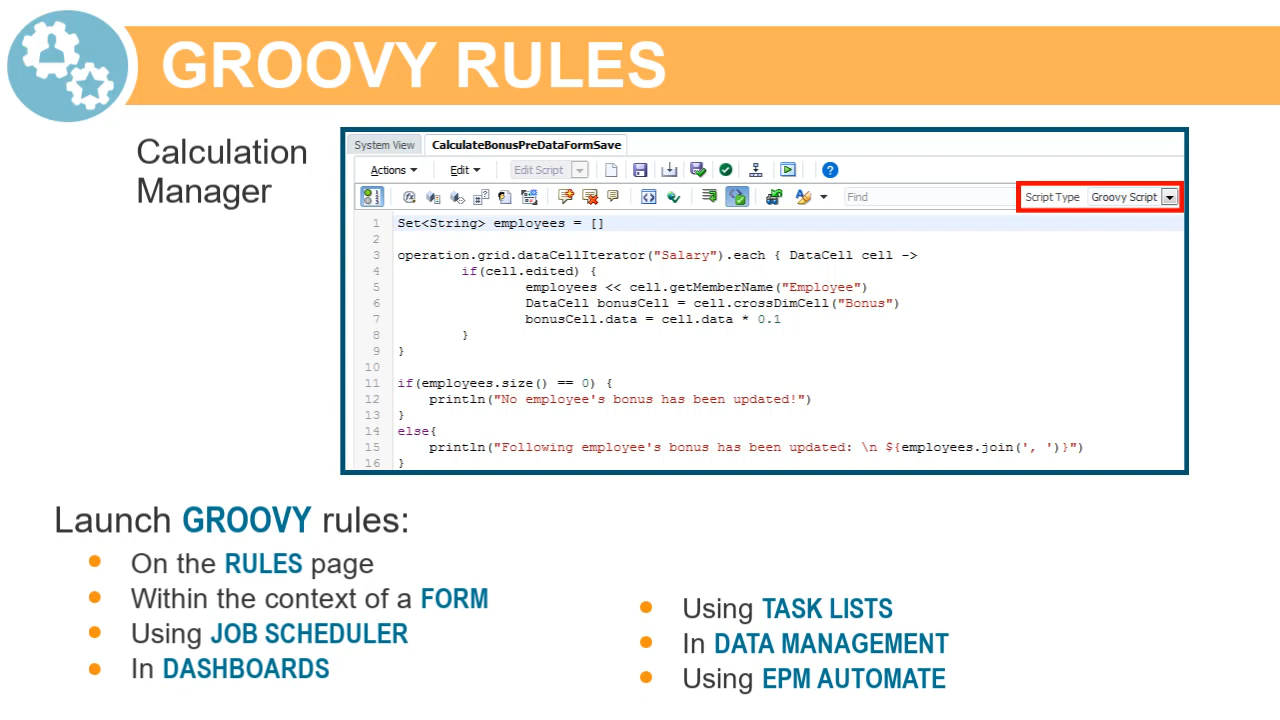 GROOVY RULES
Calculation
Manager
System View CalculateBonusPreDataFormSave
Actions Edit Edit Script
Find Script Type Groovy Script
1 Set<String> employees = []
2
3 operation.grid.dataCellIterator("Salary").each { DataCell cell ->
4 if(cell.edited) {
5 employees << cell.getMemberName("Employee")
6 DataCell bonusCell = cell.crossDimCell("Bonus")
7 bonusCell.data = cell.data * 0.1
8 }
9 }
10
11 if(employees.size() == 0) {
12 println("No employee's bonus has been updated!")
13 }
14 else{
15 println("Following employee's bonus has been updated: \n ${employees.join(', ')}")
16 }
Launch GROOVY rules:
On the RULES page
Within the context of a FORM
Using JOB SCHEDULER
In DASHBOARDS
Using TASK LISTS
In DATA MANAGEMENT
Using EPM AUTOMATE